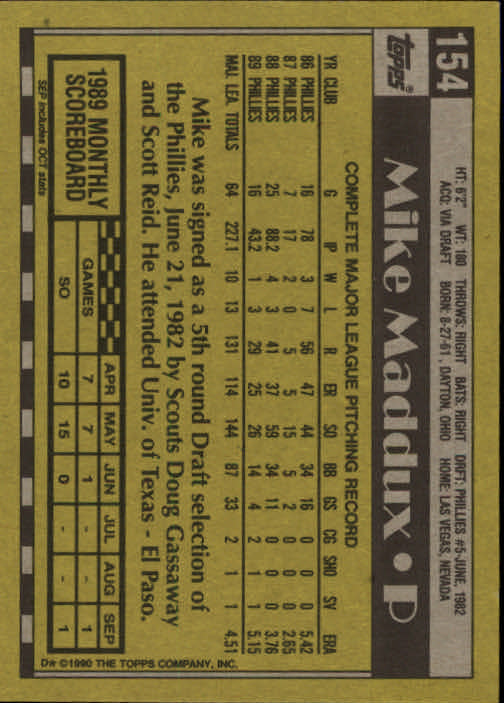 154
topps®
HT: 6'2" WT: 180 THROWS: RIGHT BATS: RIGHT DRFT: PHILLIES #5-JUNE, 1982
ACQ: VIA DRAFT BORN: 8-27-61, DAYTON, OHIO HOME: LAS VEGAS, NEVADA
Mike Maddux • P
COMPLETE MAJOR LEAGUE PITCHING RECORD
YR CLUB G IP W L R ER SO BB GS CG SHO SV ERA
86 PHILLIES 16 78 3 7 56 47 44 34 16 0 0 0 5.42
87 PHILLIES 7 17 2 0 5 5 15 5 2 0 0 0 2.65
88 PHILLIES 25 88.2 4 3 41 37 59 34 11 0 0 0 3.76
89 PHILLIES 16 43.2 1 3 29 25 26 14 4 2 1 1 5.15
MAJ. LEA. TOTALS 64 227.1 10 13 131 114 144 87 33 2 1 1 4.51
Mike was signed as a 5th round Draft selection of
the Phillies, June 21, 1982 by Scouts Doug Gassaway
and Scott Reid. He attended Univ. of Texas - El Paso.
1989 MONTHLY
SCOREBOARD
APR MAY JUN JUL AUG SEP
GAMES 7 7 1 - - 1
SO 10 15 0 - - 1
SEP includes OCT stats
D* ©1990 THE TOPPS COMPANY, INC.